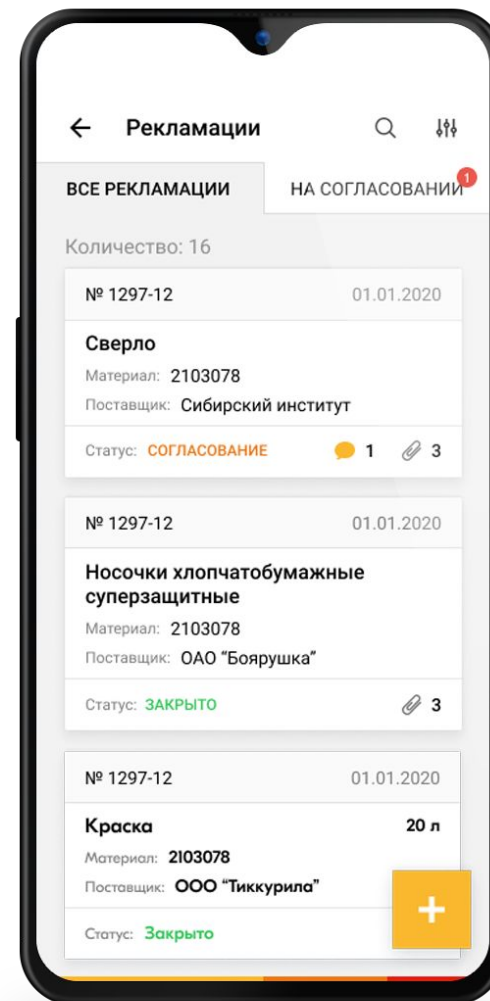 Рекламации
ВСЕ РЕКЛАМАЦИИ
НА СОГЛАСОВАНИИ
1
Количество: 16
№ 1297-12 01.01.2020
Сверло
Материал: 2103078
Поставщик: Сибирский институт
Статус: СОГЛАСОВАНИЕ 1 3
№ 1297-12 01.01.2020
Носочки хлопчатобумажные
суперзащитные
Материал: 2103078
Поставщик: ОАО "Боярушка"
Статус: ЗАКРЫТО 3
№ 1297-12 01.01.2020
Краска 20 л
Материал: 2103078
Поставщик: ООО "Тиккурила"
Статус: Закрыто
+